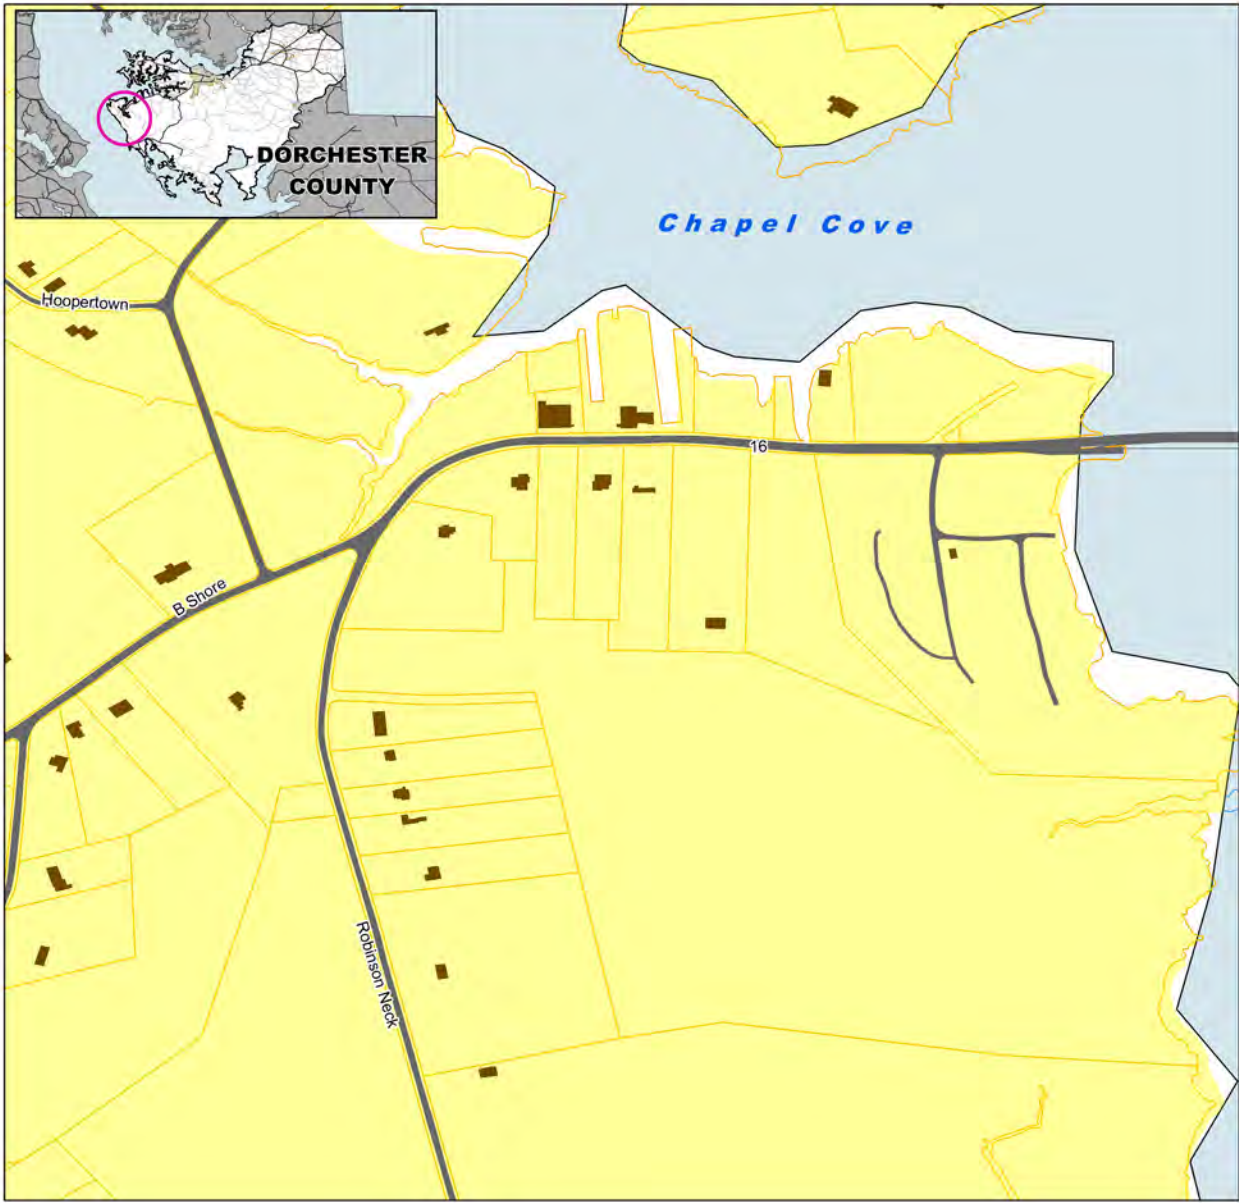 DORCHESTER
COUNTY
Chapel Cove
Hoopertown
16
B Shore
Robinson Neck